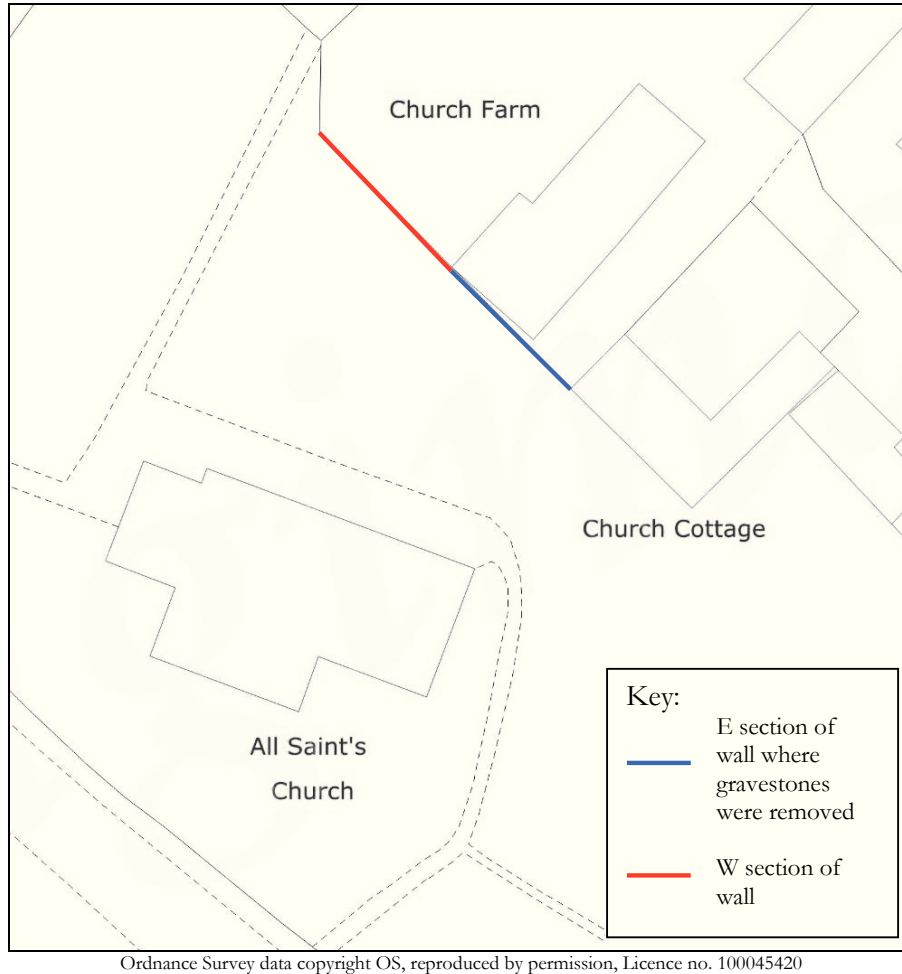 Church Farm
Church Cottage
All Saint's
Church
Key:
E section of
wall where
gravestones
were removed
W section of
wall
Ordnance Survey data copyright OS, reproduced by permission, Licence no. 100045420